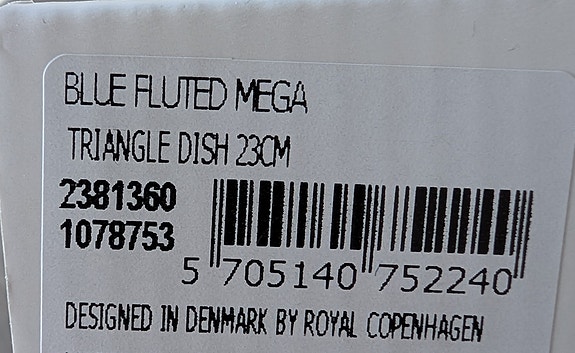 BLUE FLUTED MEGA
TRIANGLE DISH 23CM
2381360
1078753
5 705140 752240
DESIGNED IN DENMARK BY ROYAL COPENHAGEN